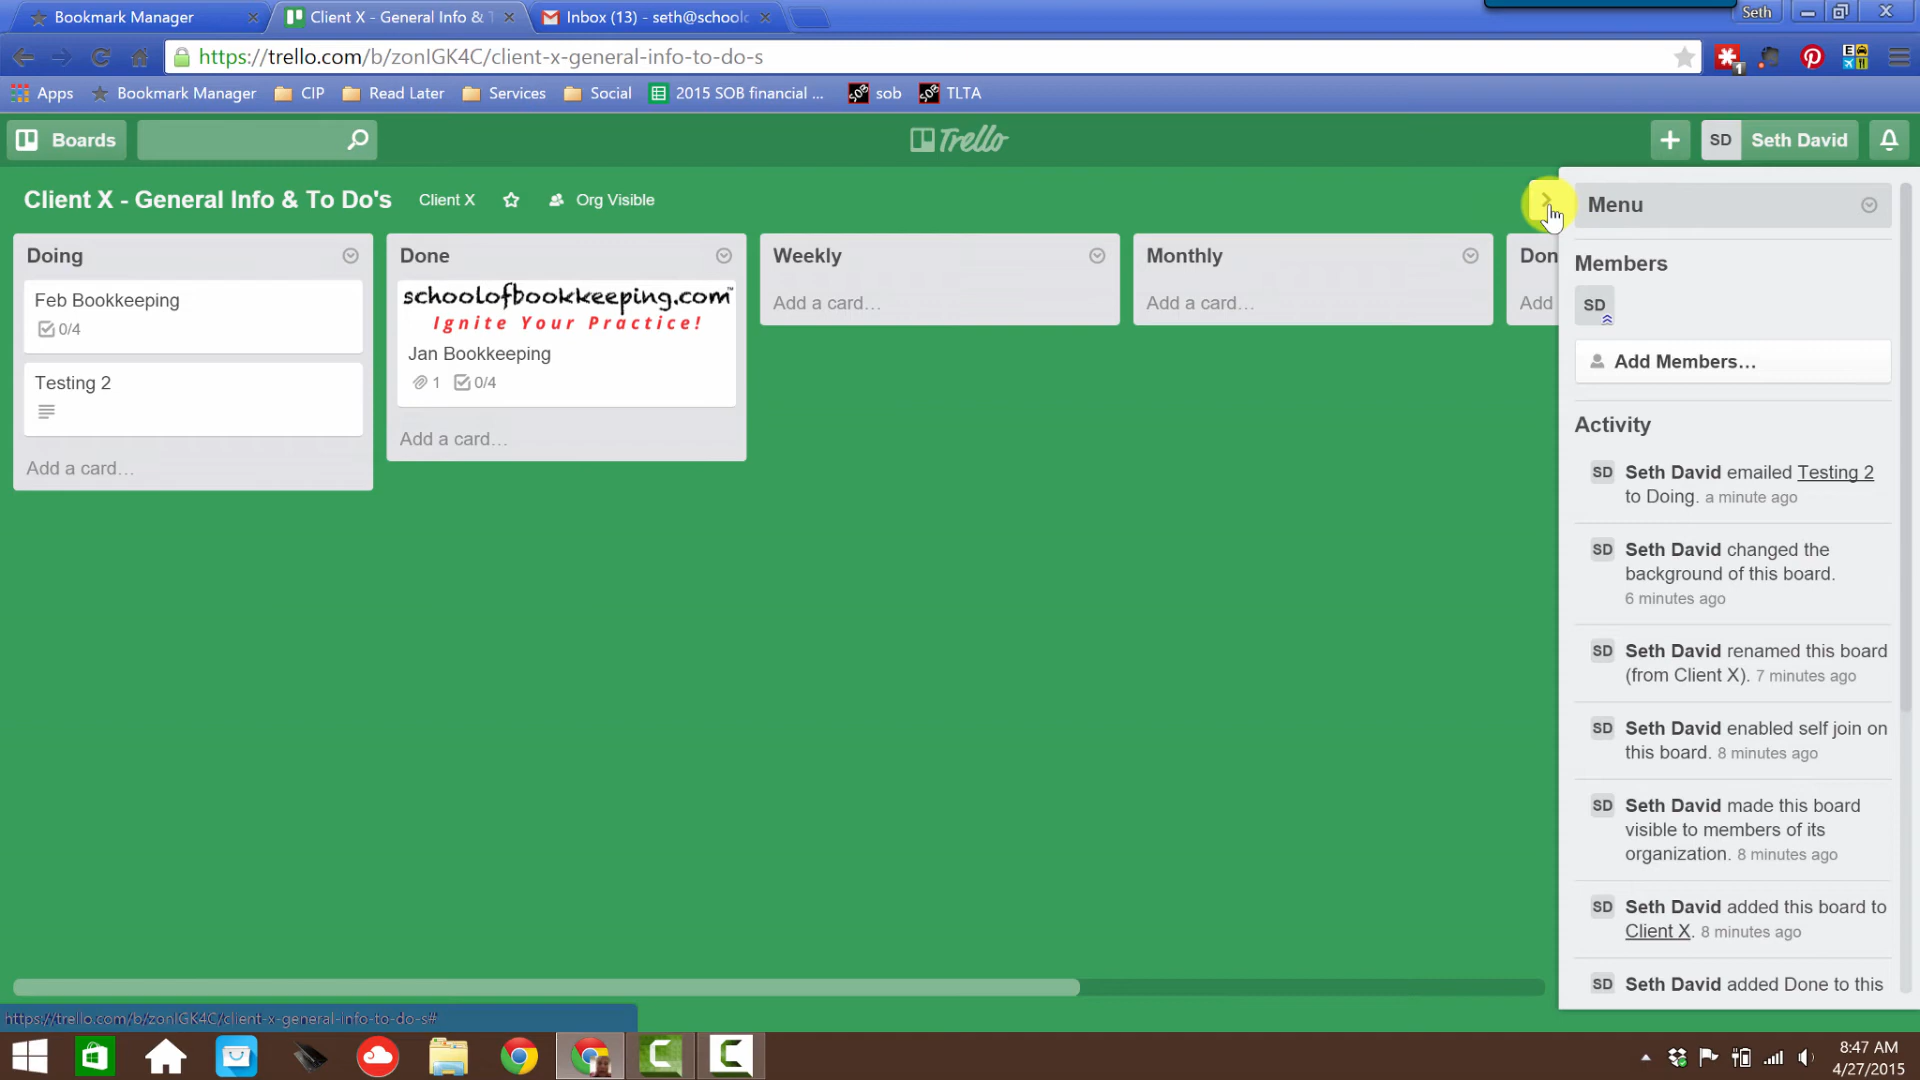 Bookmark Manager
Client X - General Info & T
Inbox (13) - seth@schoolo
Seth
https://trello.com/b/zonIGK4C/client-x-general-info-to-do-s
1
Apps
Bookmark Manager
CIP
Read Later
Services
Social
2015 SOB financial ...
sob
TLTA
Boards
Trello
SD
Seth David
Client X - General Info & To Do's
Client X
Org Visible
Menu
Doing
Done
Weekly
Monthly
Don
Feb Bookkeeping
0/4
Testing 2
Add a card…
schoolofbookkeeping.com™
Ignite Your Practice!
Jan Bookkeeping
1
0/4
Add a card…
Add a card…
Add a card…
Add
Members
SD
Add Members…
Activity
SD
Seth David emailed Testing 2
to Doing. a minute ago
SD
Seth David changed the
background of this board.
6 minutes ago
SD
Seth David renamed this board
(from Client X). 7 minutes ago
SD
Seth David enabled self join on
this board. 8 minutes ago
SD
Seth David made this board
visible to members of its
organization. 8 minutes ago
SD
Seth David added this board to
Client X. 8 minutes ago
SD
Seth David added Done to this
https://trello.com/b/zonIGK4C/client-x-general-info-to-do-s#
8:47 AM
4/27/2015